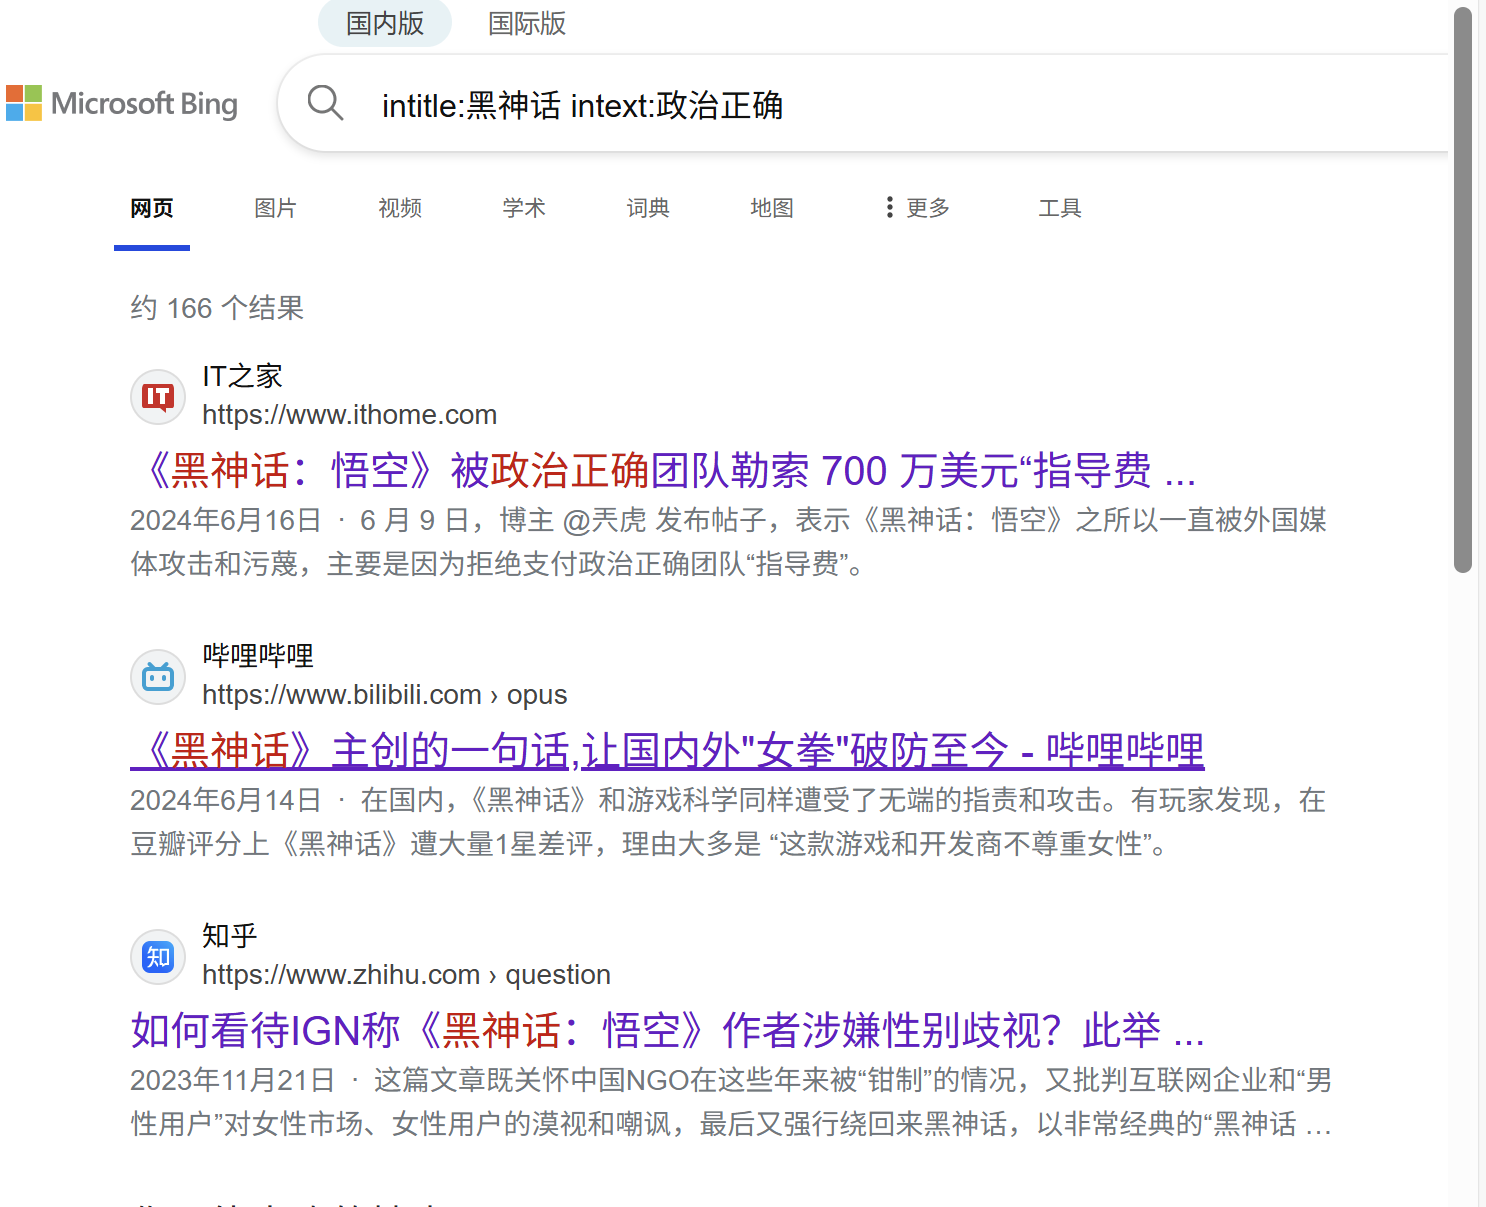 国内版 国际版
Microsoft Bing intitle:黑神话 intext:政治正确
网页 图片 视频 学术 词典 地图 更多 工具
约 166 个结果
IT之家
https://www.ithome.com
《黑神话：悟空》被政治正确团队勒索 700 万美元“指导费 ...
2024年6月16日 · 6 月 9 日，博主 @兲虎 发布帖子，表示《黑神话：悟空》之所以一直被外国媒
体攻击和污蔑，主要是因为拒绝支付政治正确团队“指导费”。
哔哩哔哩
https://www.bilibili.com › opus
《黑神话》主创的一句话,让国内外"女拳"破防至今 - 哔哩哔哩
2024年6月14日 · 在国内，《黑神话》和游戏科学同样遭受了无端的指责和攻击。有玩家发现，在
豆瓣评分上《黑神话》遭大量1星差评，理由大多是 “这款游戏和开发商不尊重女性”。
知 知乎
https://www.zhihu.com › question
如何看待IGN称《黑神话：悟空》作者涉嫌性别歧视？此举 ...
2023年11月21日 · 这篇文章既关怀中国NGO在这些年来被“钳制”的情况，又批判互联网企业和“男
性用户”对女性市场、女性用户的漠视和嘲讽，最后又强行绕回来黑神话，以非常经典的“黑神话 …